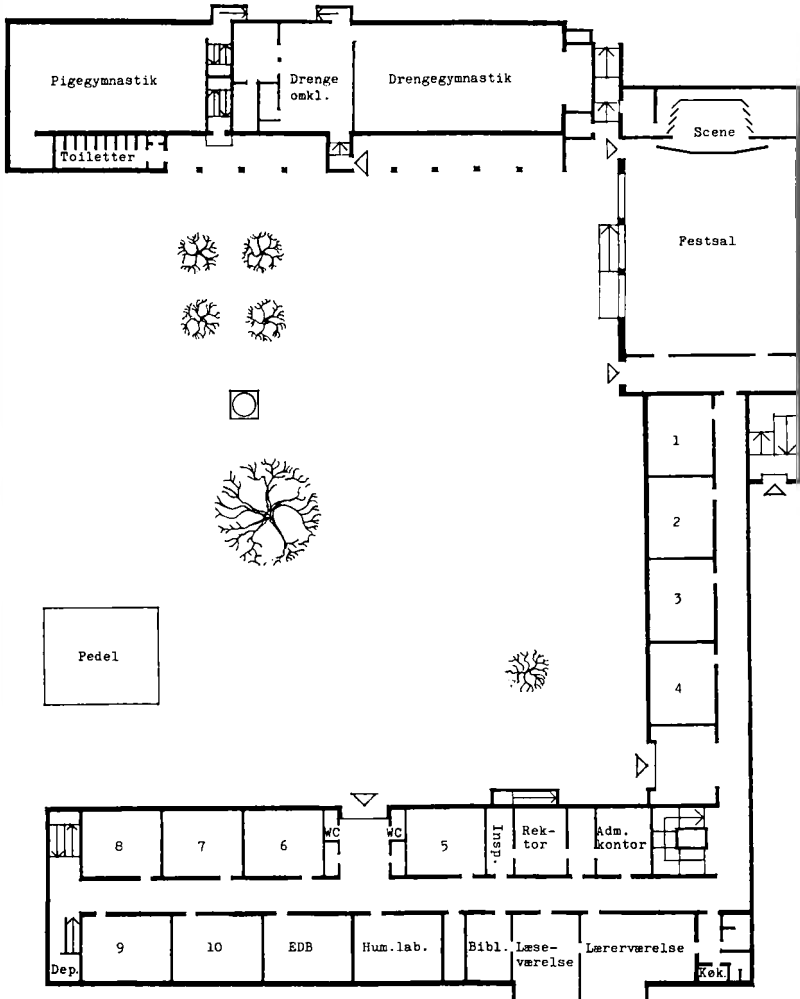 Pigegymnastik
Drenge
omkl.
Drengegymnastik
Scene
Toiletter
Festsal
1
2
3
Pedel
4
8
7
6
WC
WC
5
Insp.
Rek-
tor
Adm.
kontor
9
10
EDB
Hum.lab.
Bibl.
Læse-
værelse
Lærerværelse
Dep.
Køk.